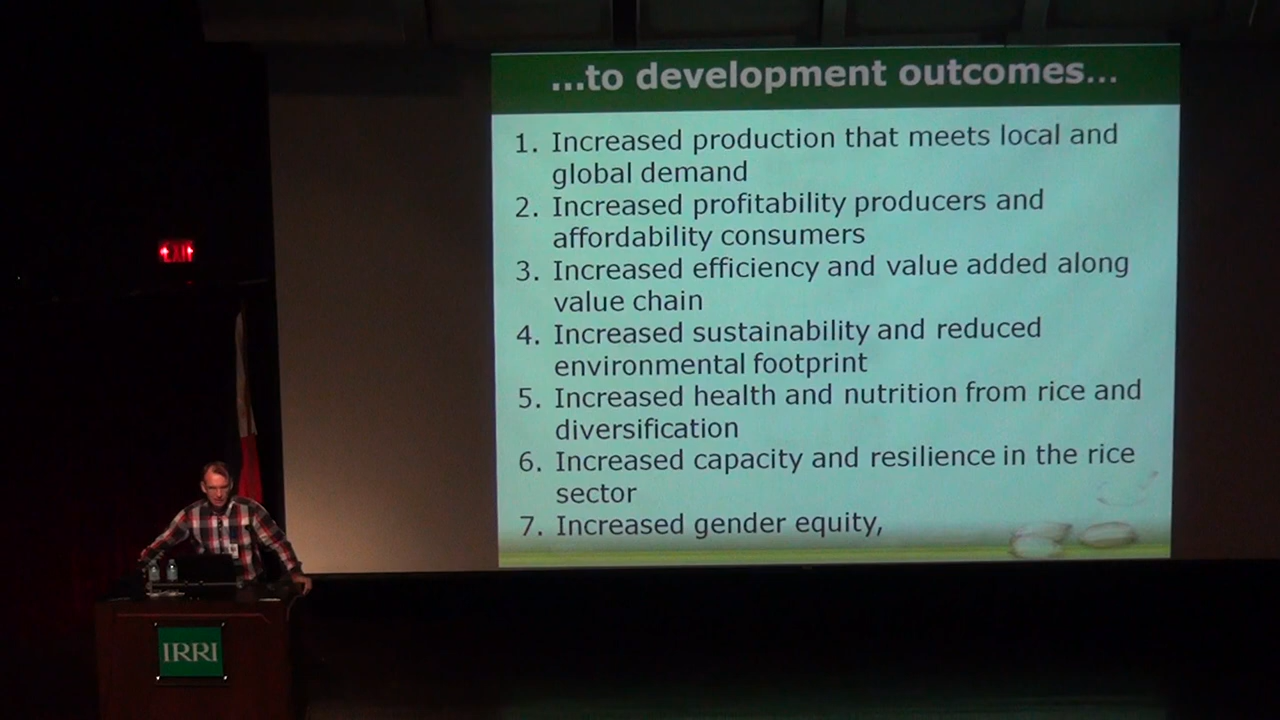 ...to development outcomes...
1. Increased production that meets local and
global demand
2. Increased profitability producers and
affordability consumers
3. Increased efficiency and value added along
value chain
4. Increased sustainability and reduced
environmental footprint
5. Increased health and nutrition from rice and
diversification
6. Increased capacity and resilience in the rice
sector
7. Increased gender equity,
EXIT
IRRI